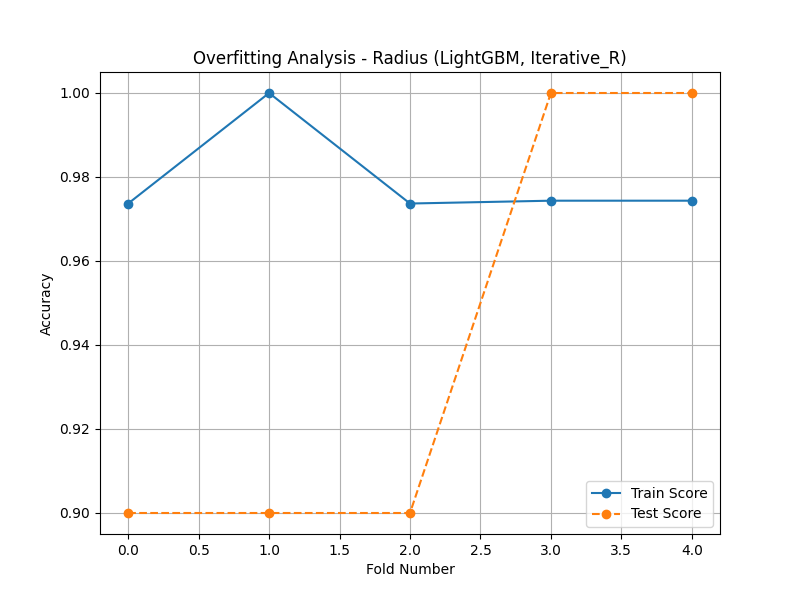 Overfitting Analysis - Radius (LightGBM, Iterative_R)
1.00
0.98
0.96
0.94
0.92
0.90
Accuracy
Train Score
Test Score
0.0 0.5 1.0 1.5 2.0 2.5 3.0 3.5 4.0
Fold Number